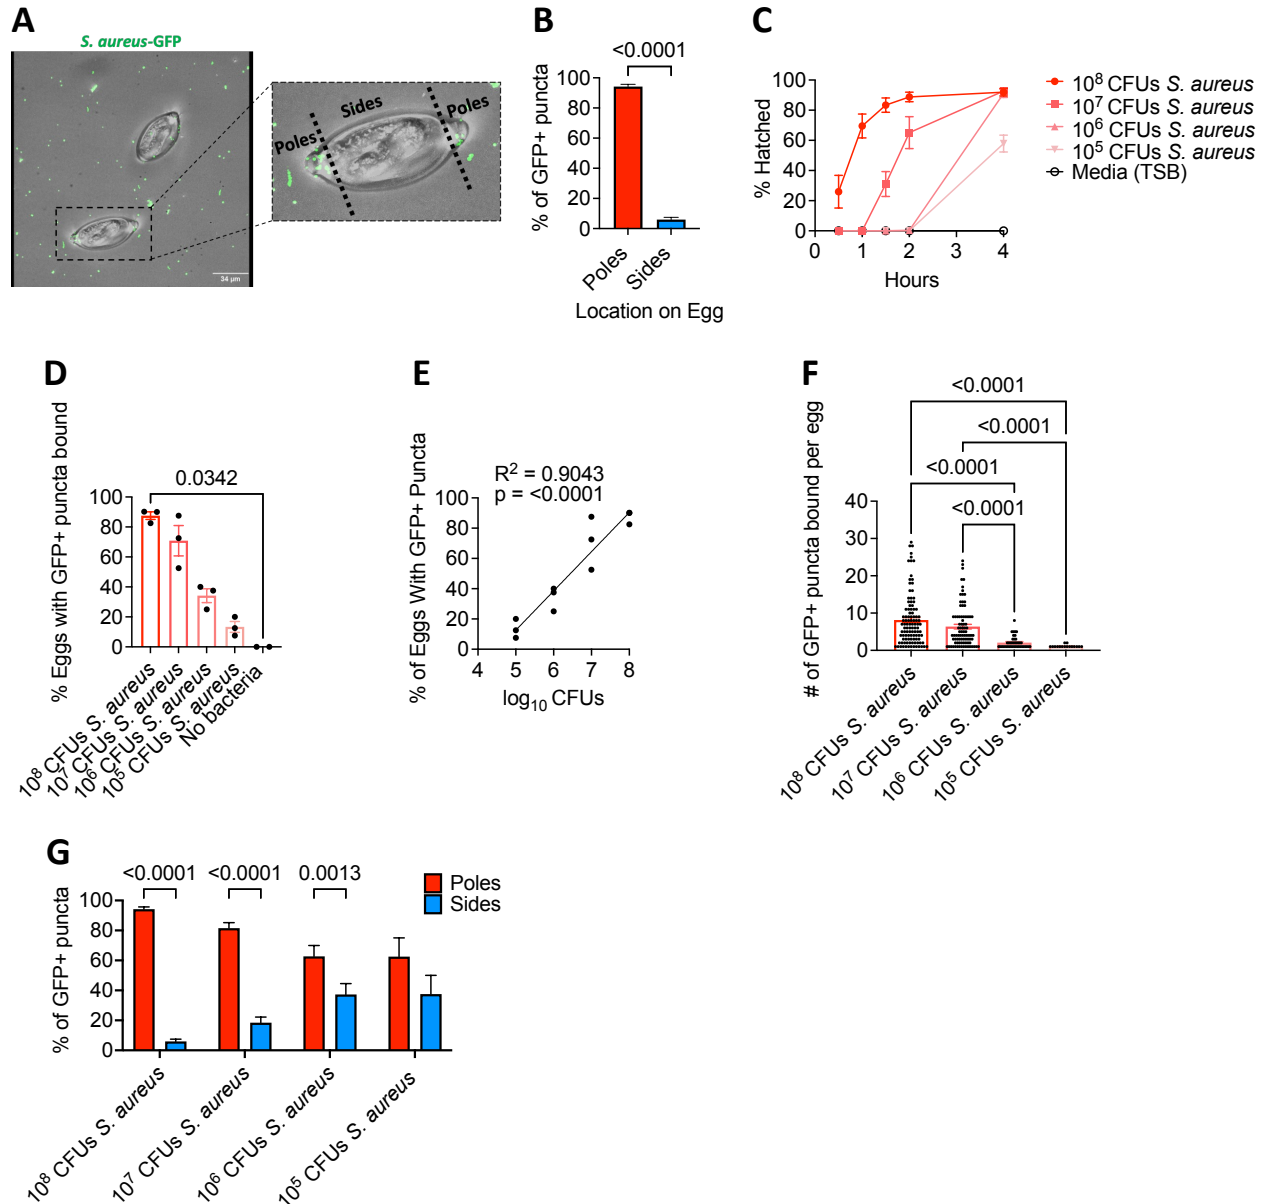 A
S. aureus-GFP
34 µm
Poles
Sides
Poles
B
<0.0001
% of GFP+ puncta
100
80
60
40
20
0
Poles
Sides
Location on Egg
C
% Hatched
100
80
60
40
20
0
0
1
2
3
4
Hours
10⁸ CFUs S. aureus
10⁷ CFUs S. aureus
10⁶ CFUs S. aureus
10⁵ CFUs S. aureus
Media (TSB)
D
% Eggs with GFP+ puncta bound
0.0342
100
80
60
40
20
0
10⁸ CFUs S. aureus
10⁷ CFUs S. aureus
10⁶ CFUs S. aureus
10⁵ CFUs S. aureus
No bacteria
E
% of Eggs With GFP+ Puncta
R² = 0.9043
p = <0.0001
100
80
60
40
20
0
4
5
6
7
8
log₁₀ CFUs
F
# of GFP+ puncta bound per egg
<0.0001
<0.0001
<0.0001
<0.0001
40
30
20
10
0
10⁸ CFUs S. aureus
10⁷ CFUs S. aureus
10⁶ CFUs S. aureus
10⁵ CFUs S. aureus
G
% of GFP+ puncta
<0.0001
<0.0001
0.0013
Poles
Sides
100
80
60
40
20
0
10⁸ CFUs S. aureus
10⁷ CFUs S. aureus
10⁶ CFUs S. aureus
10⁵ CFUs S. aureus